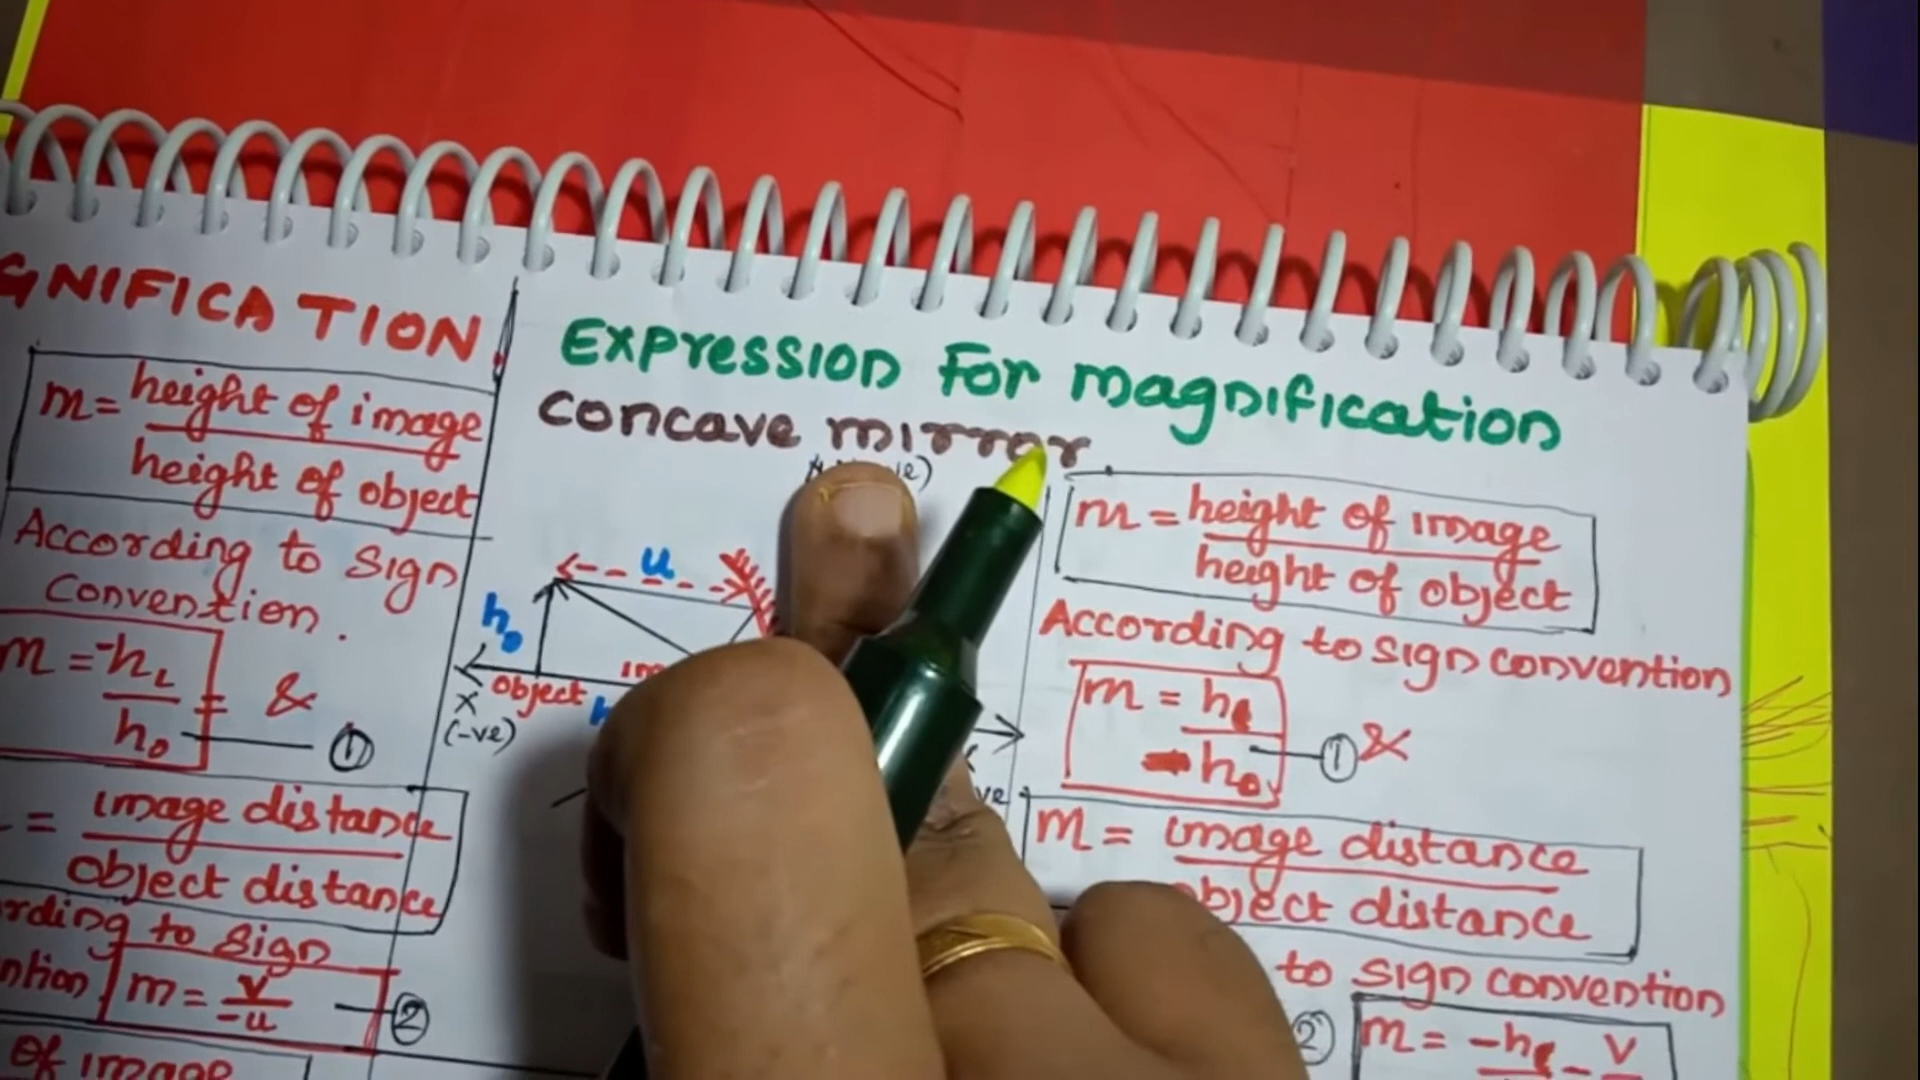 GNIFICATION
m= height of image
height of object
According to sign
convention.
m = -hi
ho
&
①
= image distance
object distance
rding to sign
ntion
m = v
-u
②
of image
Expression for magnification
concave mirror
u
ho
object
X
(-ve)
m = height of image
height of object
According to sign convention
m = hi
-ho
① &
m = image distance
object distance
to sign convention
②
m = -hi - v